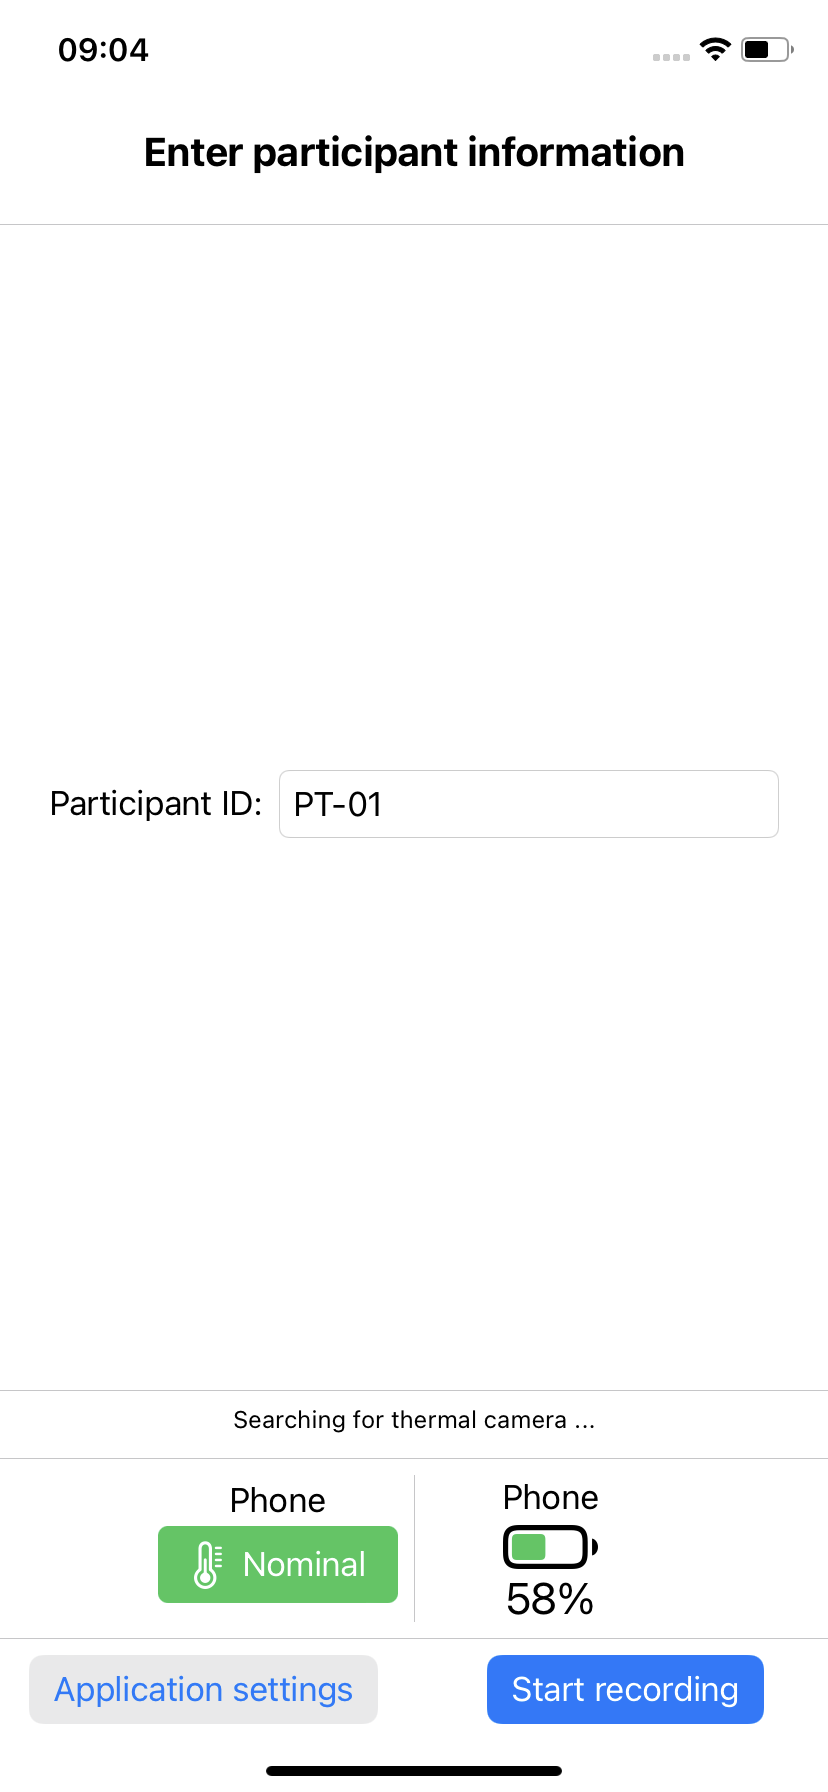 09:04
Enter participant information
Participant ID: PT-01
Searching for thermal camera ...
Phone
Nominal
Phone
58%
Application settings
Start recording